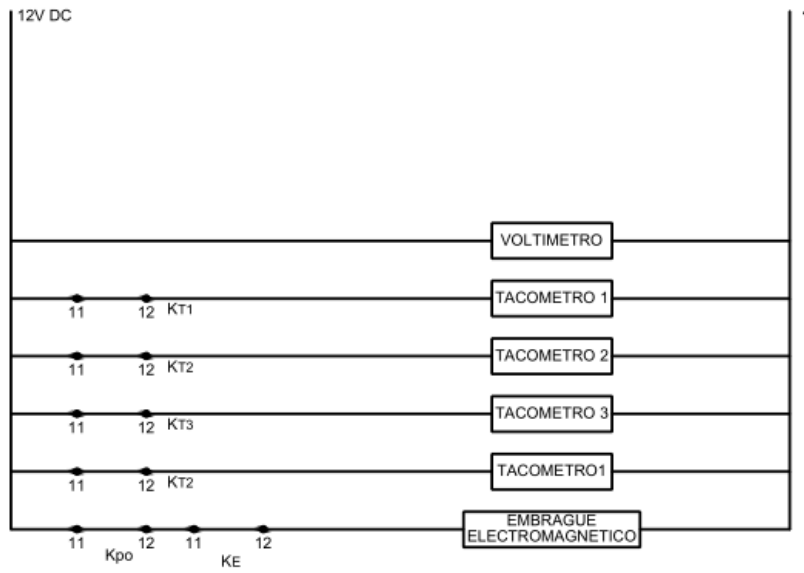 12V DC
VOLTIMETRO
TACOMETRO 1
11 12 KT1
TACOMETRO 2
11 12 KT2
TACOMETRO 3
11 12 KT3
TACOMETRO1
11 12 KT2
EMBRAGUE
ELECTROMAGNETICO
11 12 11 12
Kpo KE